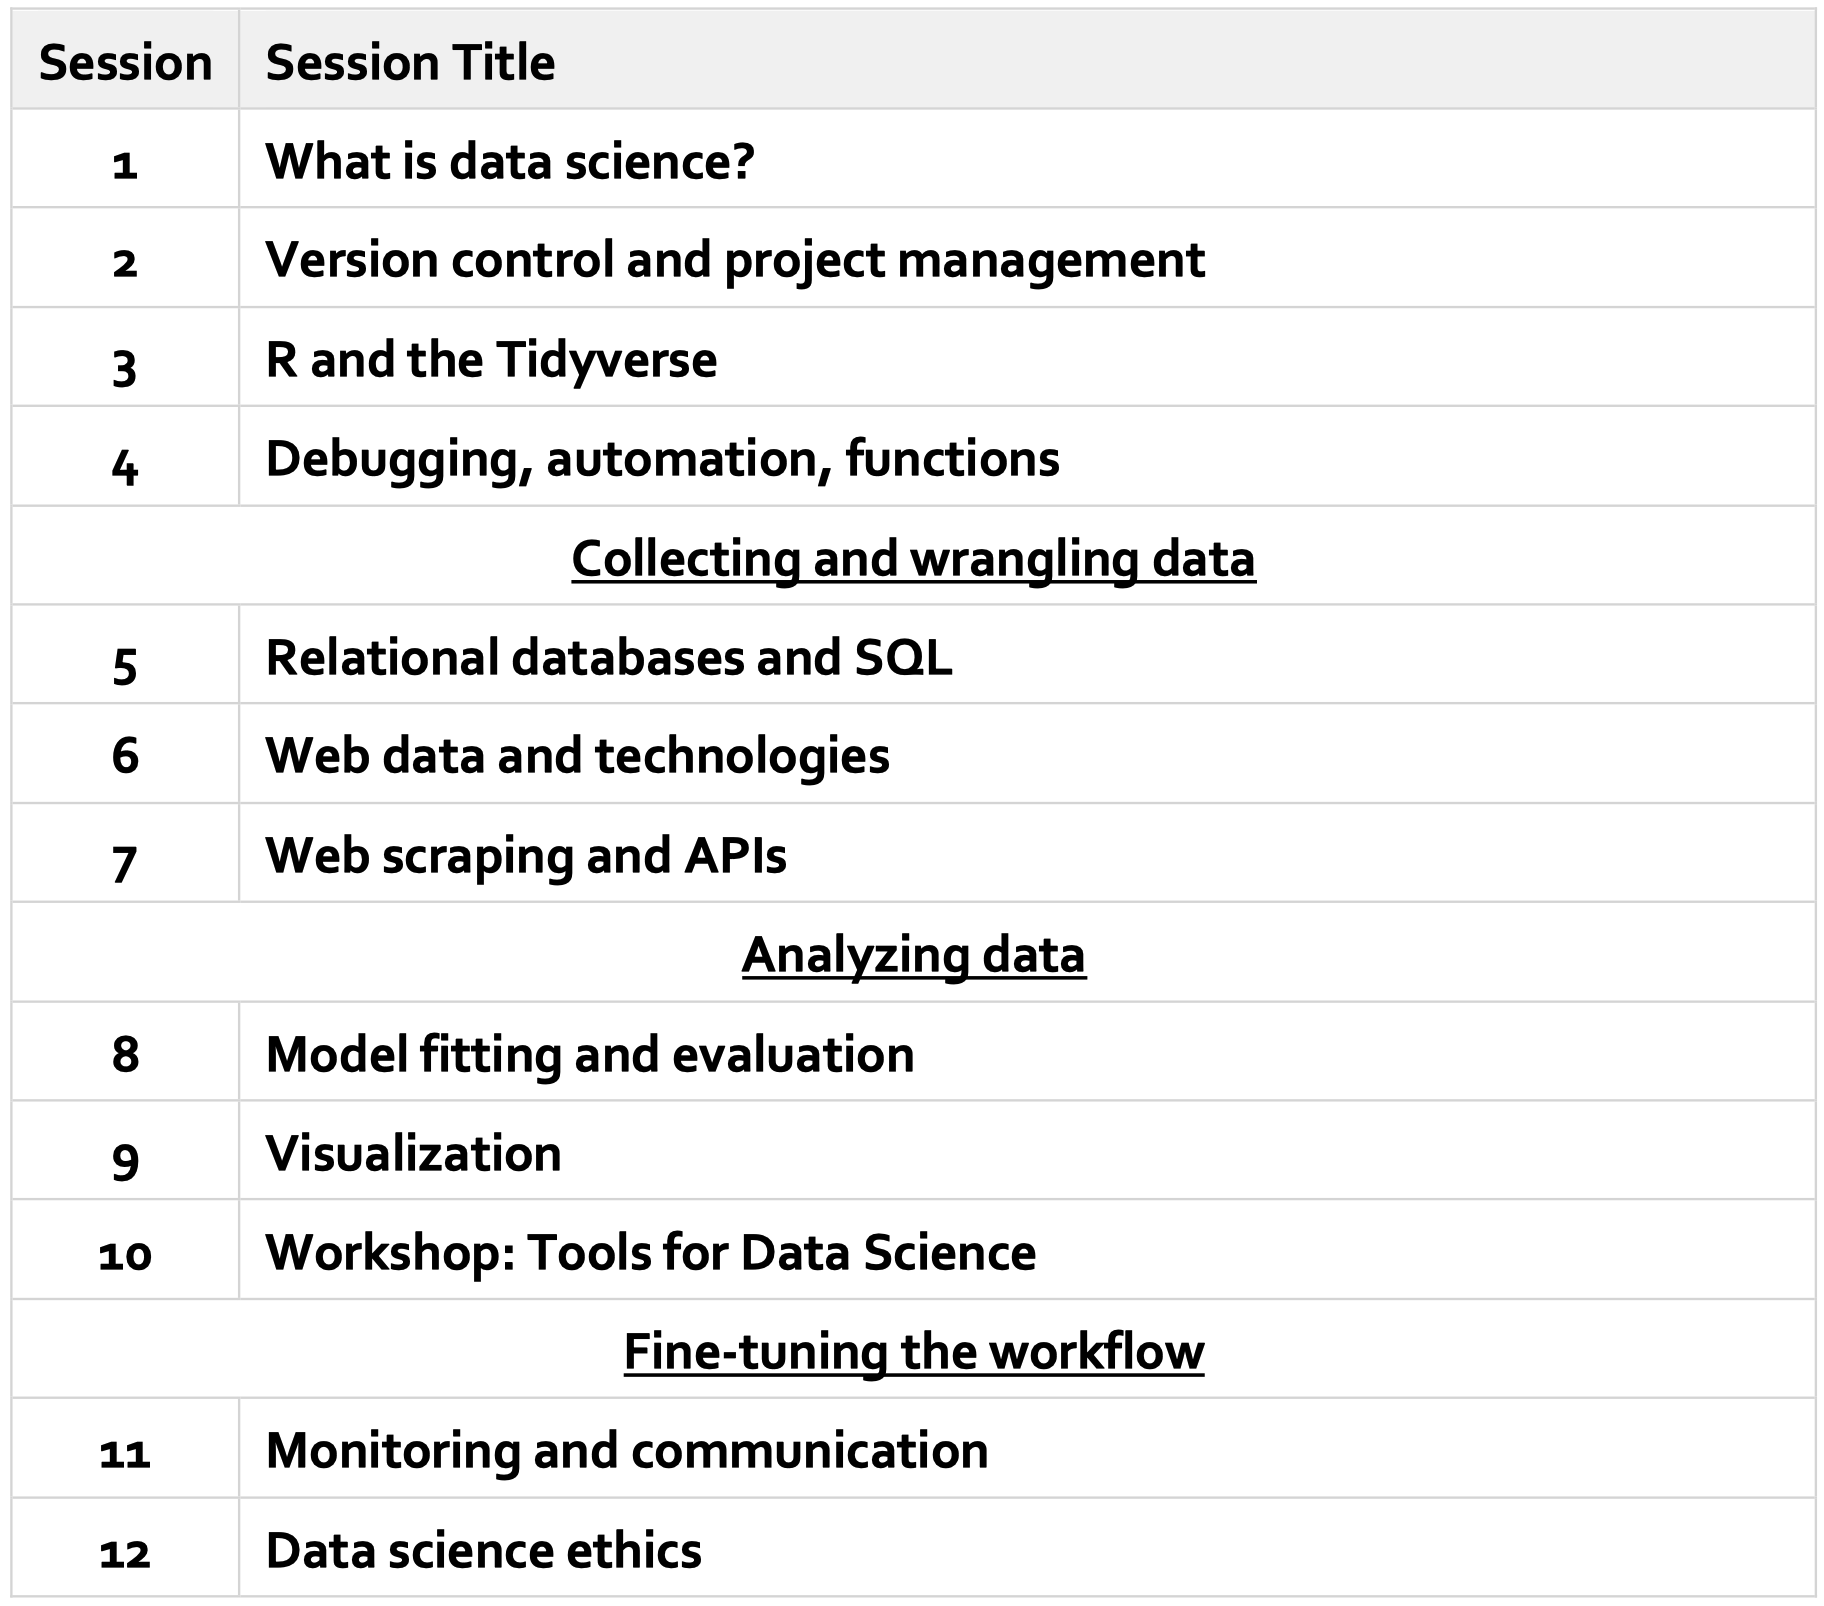 Session Session Title
1 What is data science?
2 Version control and project management
3 R and the Tidyverse
4 Debugging, automation, functions
Collecting and wrangling data
5 Relational databases and SQL
6 Web data and technologies
7 Web scraping and APIs
Analyzing data
8 Model fitting and evaluation
9 Visualization
10 Workshop: Tools for Data Science
Fine-tuning the workflow
11 Monitoring and communication
12 Data science ethics